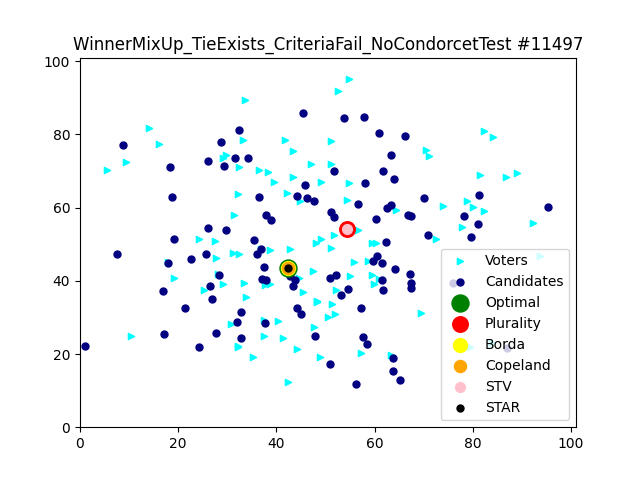 WinnerMixUp_TieExists_CriteriaFail_NoCondorcetTest #11497
100
80
60
40
20
0
0
20
40
60
80
100
Voters
Candidates
Optimal
Plurality
Borda
Copeland
STV
STAR